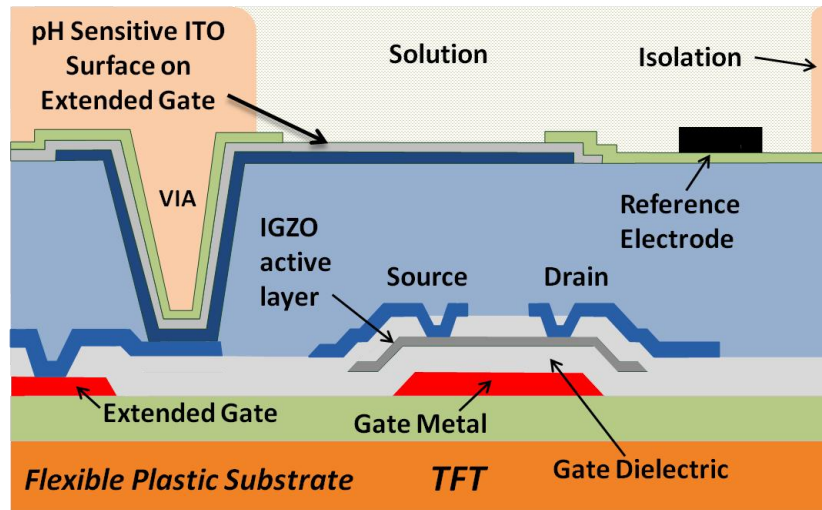 pH Sensitive ITO
Surface on
Extended Gate
Solution
Isolation
VIA
Reference
Electrode
IGZO
active
layer
Source
Drain
Extended Gate
Gate Metal
Gate Dielectric
Flexible Plastic Substrate
TFT